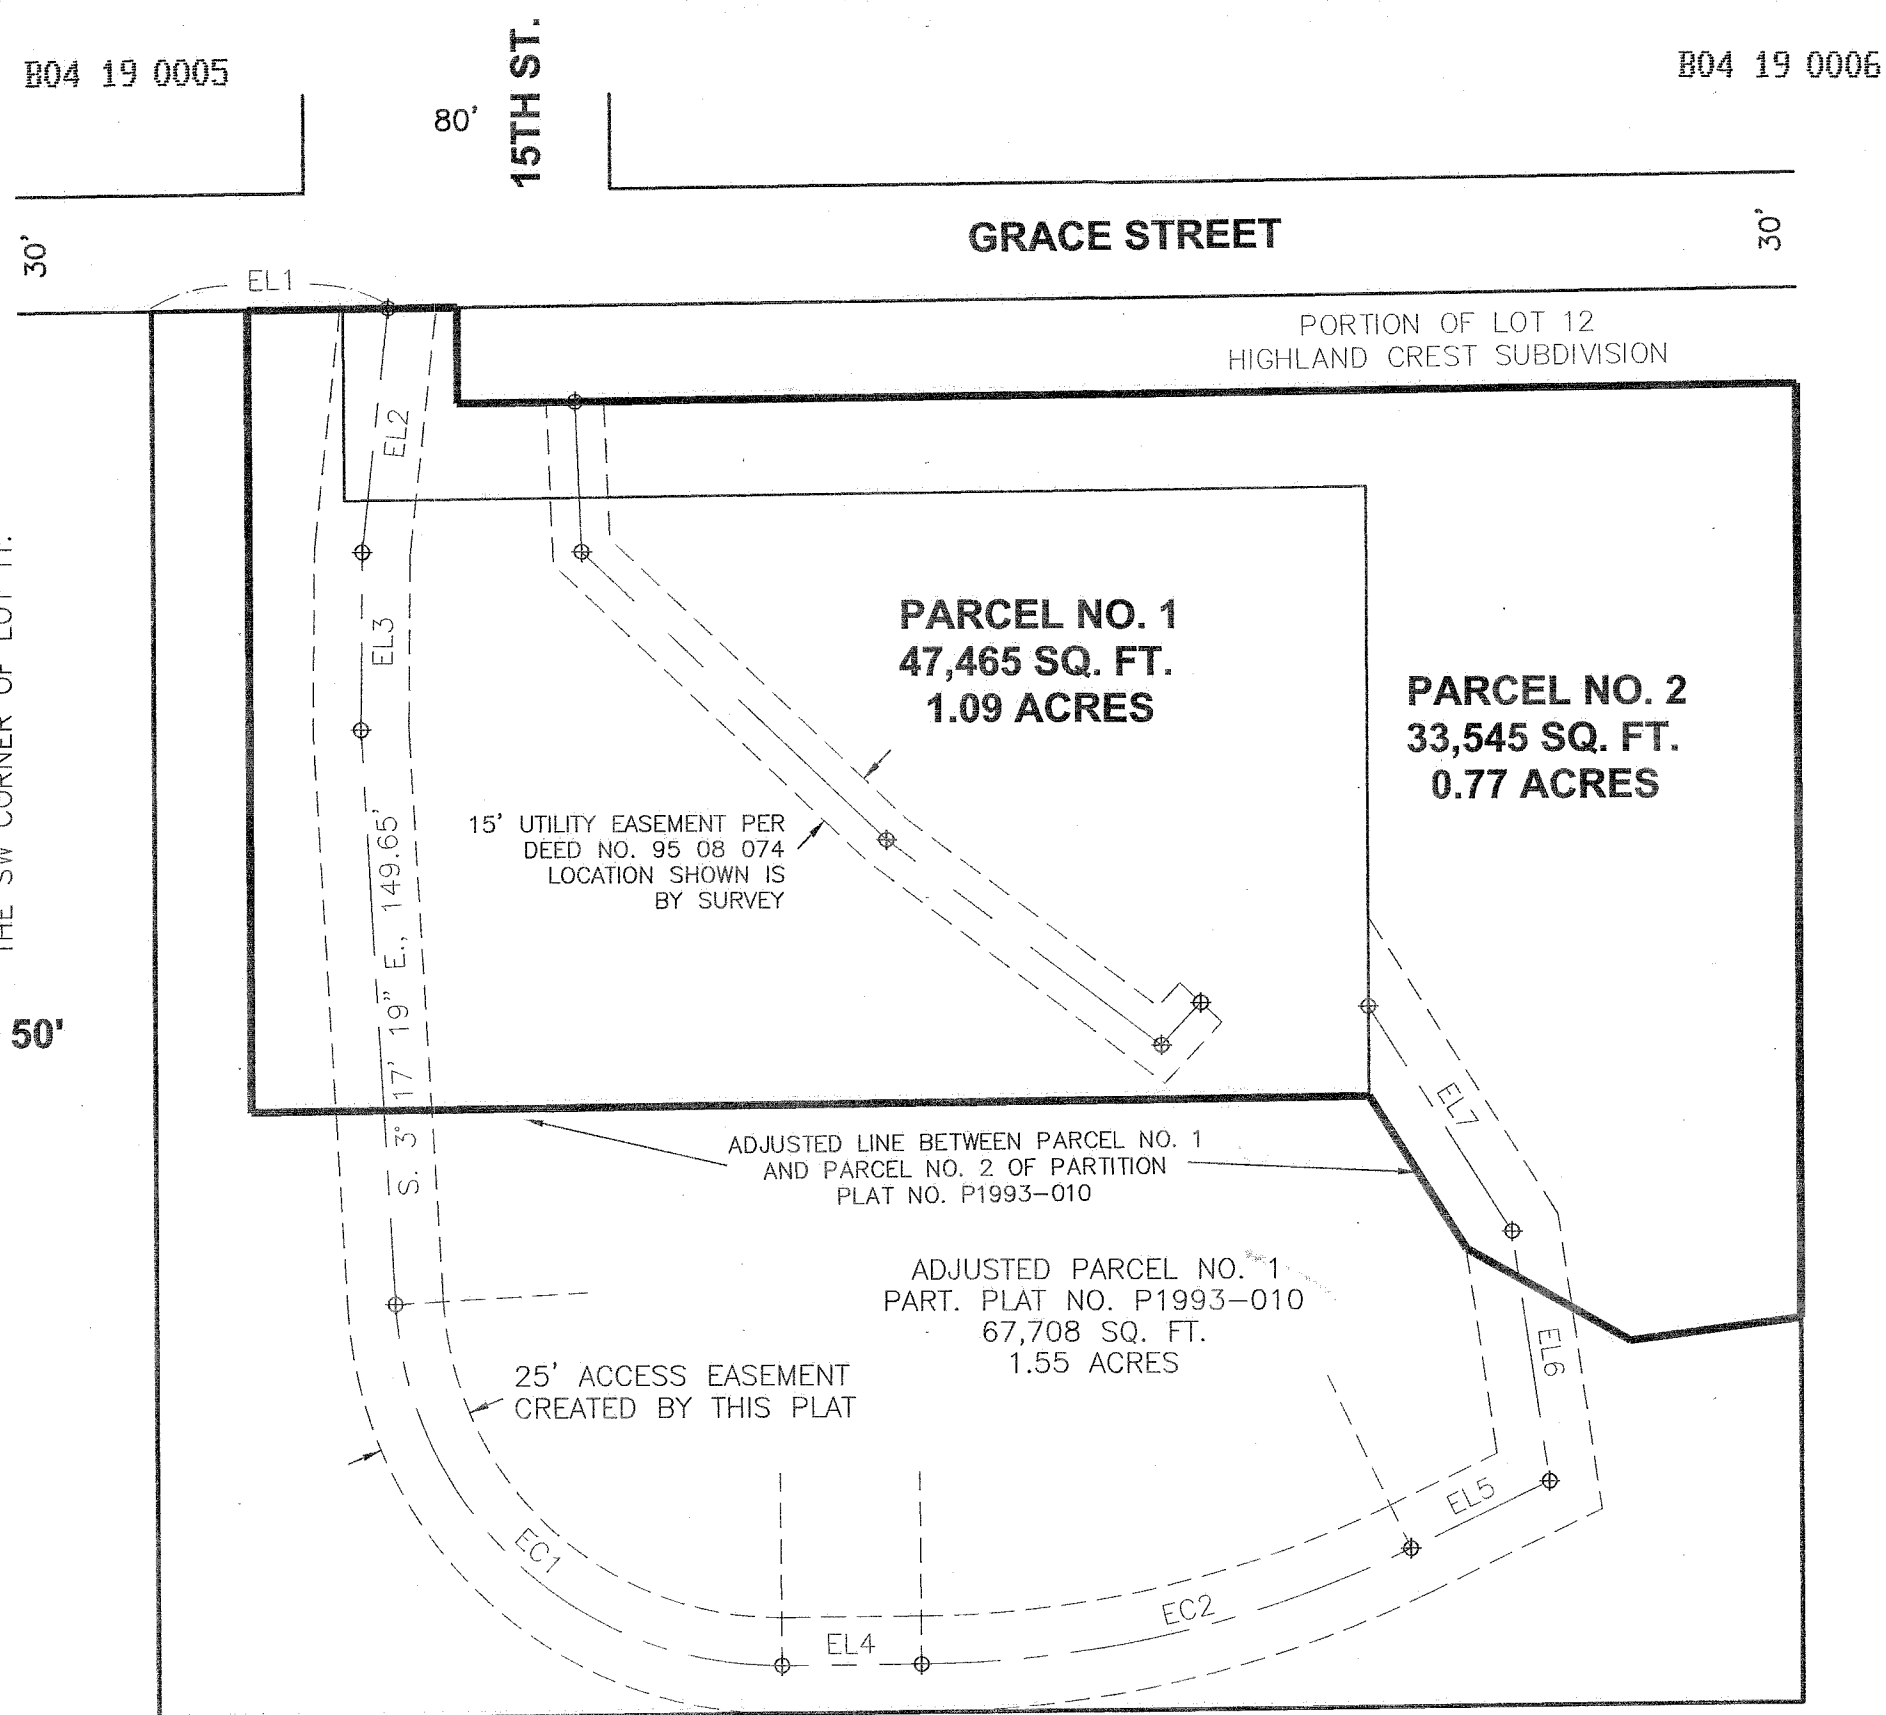 B04 19 0005
B04 19 0006
80'
15TH ST.
GRACE STREET
30'
30'
EL1
PORTION OF LOT 12
HIGHLAND CREST SUBDIVISION
EL2
EL3
PARCEL NO. 1
47,465 SQ. FT.
1.09 ACRES
PARCEL NO. 2
33,545 SQ. FT.
0.77 ACRES
15' UTILITY EASEMENT PER
DEED NO. 95 08 074
LOCATION SHOWN IS
BY SURVEY
THE SW CORNER OF LOT 11.
50'
S. 3° 17' 19" E., 149.65'
EL7
ADJUSTED LINE BETWEEN PARCEL NO. 1
AND PARCEL NO. 2 OF PARTITION
PLAT NO. P1993-010
ADJUSTED PARCEL NO. 1
PART. PLAT NO. P1993-010
67,708 SQ. FT.
1.55 ACRES
EL6
25' ACCESS EASEMENT
CREATED BY THIS PLAT
EL5
EC1
EC2
EL4